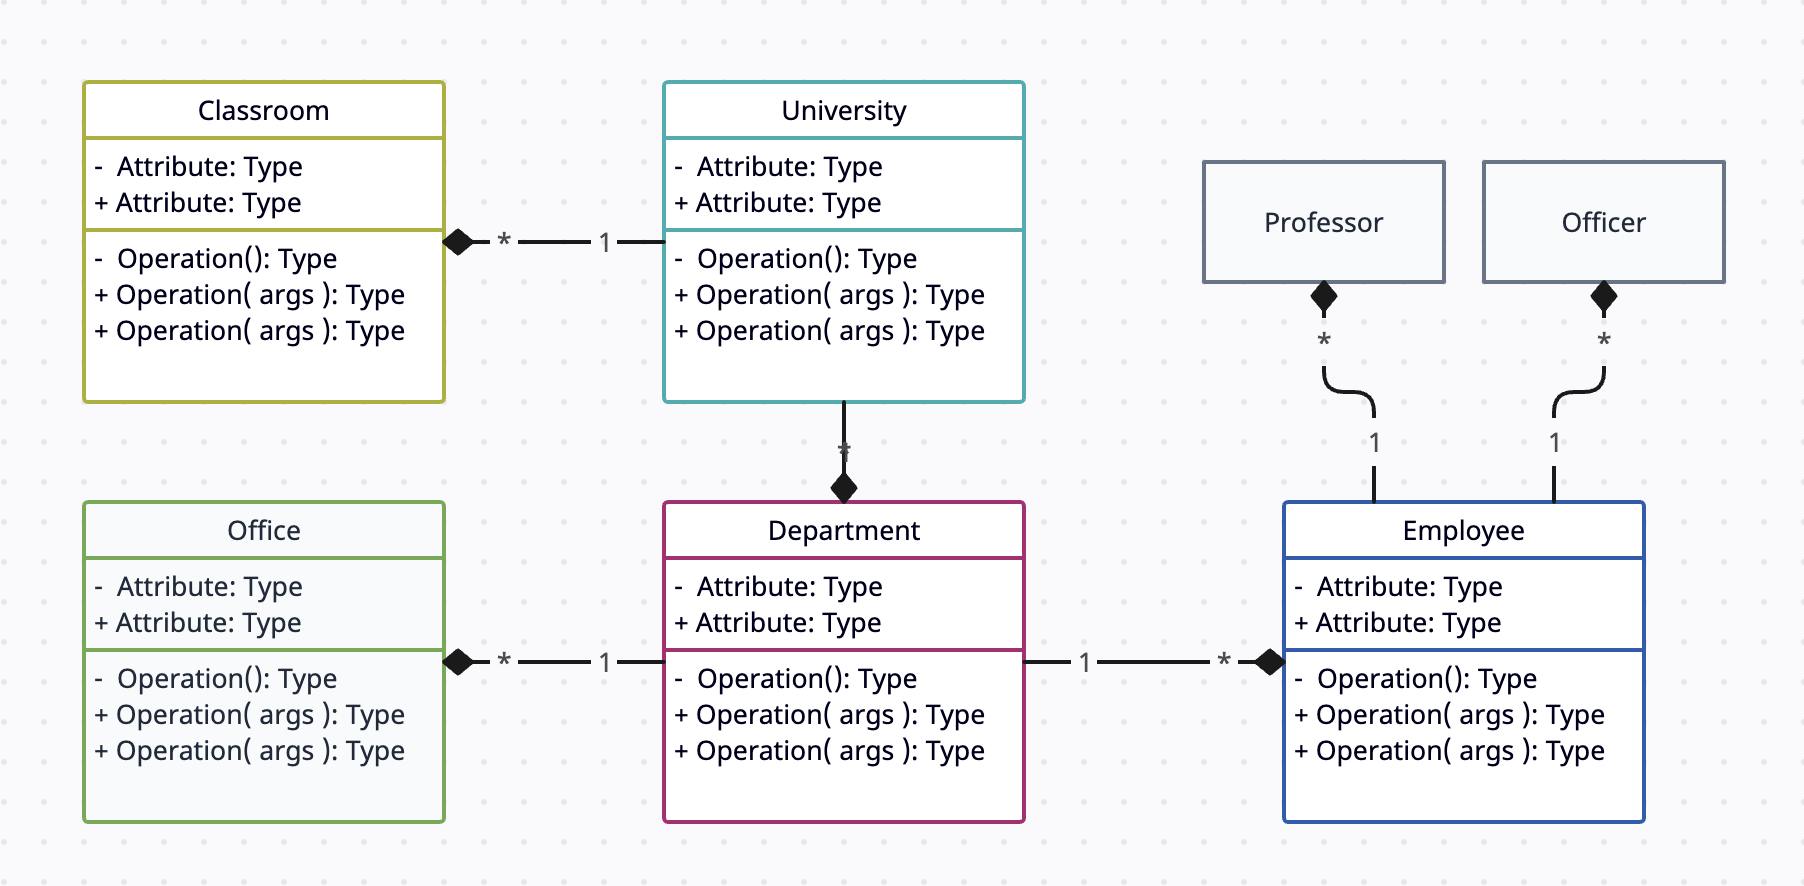 Classroom
- Attribute: Type
+ Attribute: Type
- Operation(): Type
+ Operation( args ): Type
+ Operation( args ): Type
* 1
University
- Attribute: Type
+ Attribute: Type
- Operation(): Type
+ Operation( args ): Type
+ Operation( args ): Type
Professor
Officer
*
*
1
1
Office
- Attribute: Type
+ Attribute: Type
- Operation(): Type
+ Operation( args ): Type
+ Operation( args ): Type
* 1
Department
- Attribute: Type
+ Attribute: Type
- Operation(): Type
+ Operation( args ): Type
+ Operation( args ): Type
1 *
Employee
- Attribute: Type
+ Attribute: Type
- Operation(): Type
+ Operation( args ): Type
+ Operation( args ): Type